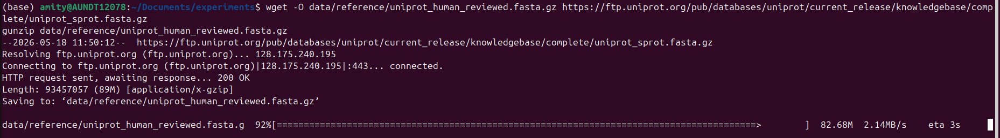 (base) amity@AUNDT12078:~/Documents/experiments$ wget -O data/reference/uniprot_human_reviewed.fasta.gz https://ftp.uniprot.org/pub/databases/uniprot/current_release/knowledgebase/comp
lete/uniprot_sprot.fasta.gz
gunzip data/reference/uniprot_human_reviewed.fasta.gz
--2026-05-18 11:50:12--  https://ftp.uniprot.org/pub/databases/uniprot/current_release/knowledgebase/complete/uniprot_sprot.fasta.gz
Resolving ftp.uniprot.org (ftp.uniprot.org)... 128.175.240.195
Connecting to ftp.uniprot.org (ftp.uniprot.org)|128.175.240.195|:443... connected.
HTTP request sent, awaiting response... 200 OK
Length: 93457057 (89M) [application/x-gzip]
Saving to: ‘data/reference/uniprot_human_reviewed.fasta.gz’
data/reference/uniprot_human_reviewed.fasta.g  92%[=========================================================================================>        ]  82.68M  2.14MB/s    eta 3s